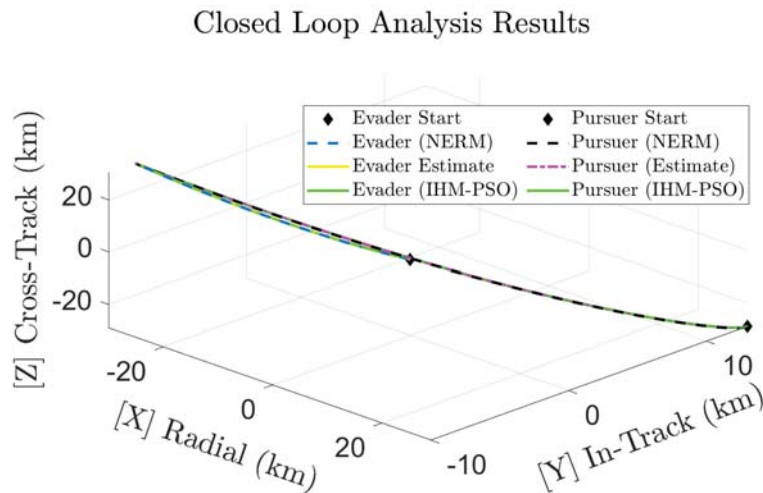 Closed Loop Analysis Results
Evader Start
Pursuer Start
Evader (NERM)
Pursuer (NERM)
Evader Estimate
Pursuer (Estimate)
Evader (IHM-PSO)
Pursuer (IHM-PSO)
[Z] Cross-Track (km)
20
0
-20
-20
0
20
[X] Radial (km)
-10
0
10
[Y] In-Track (km)